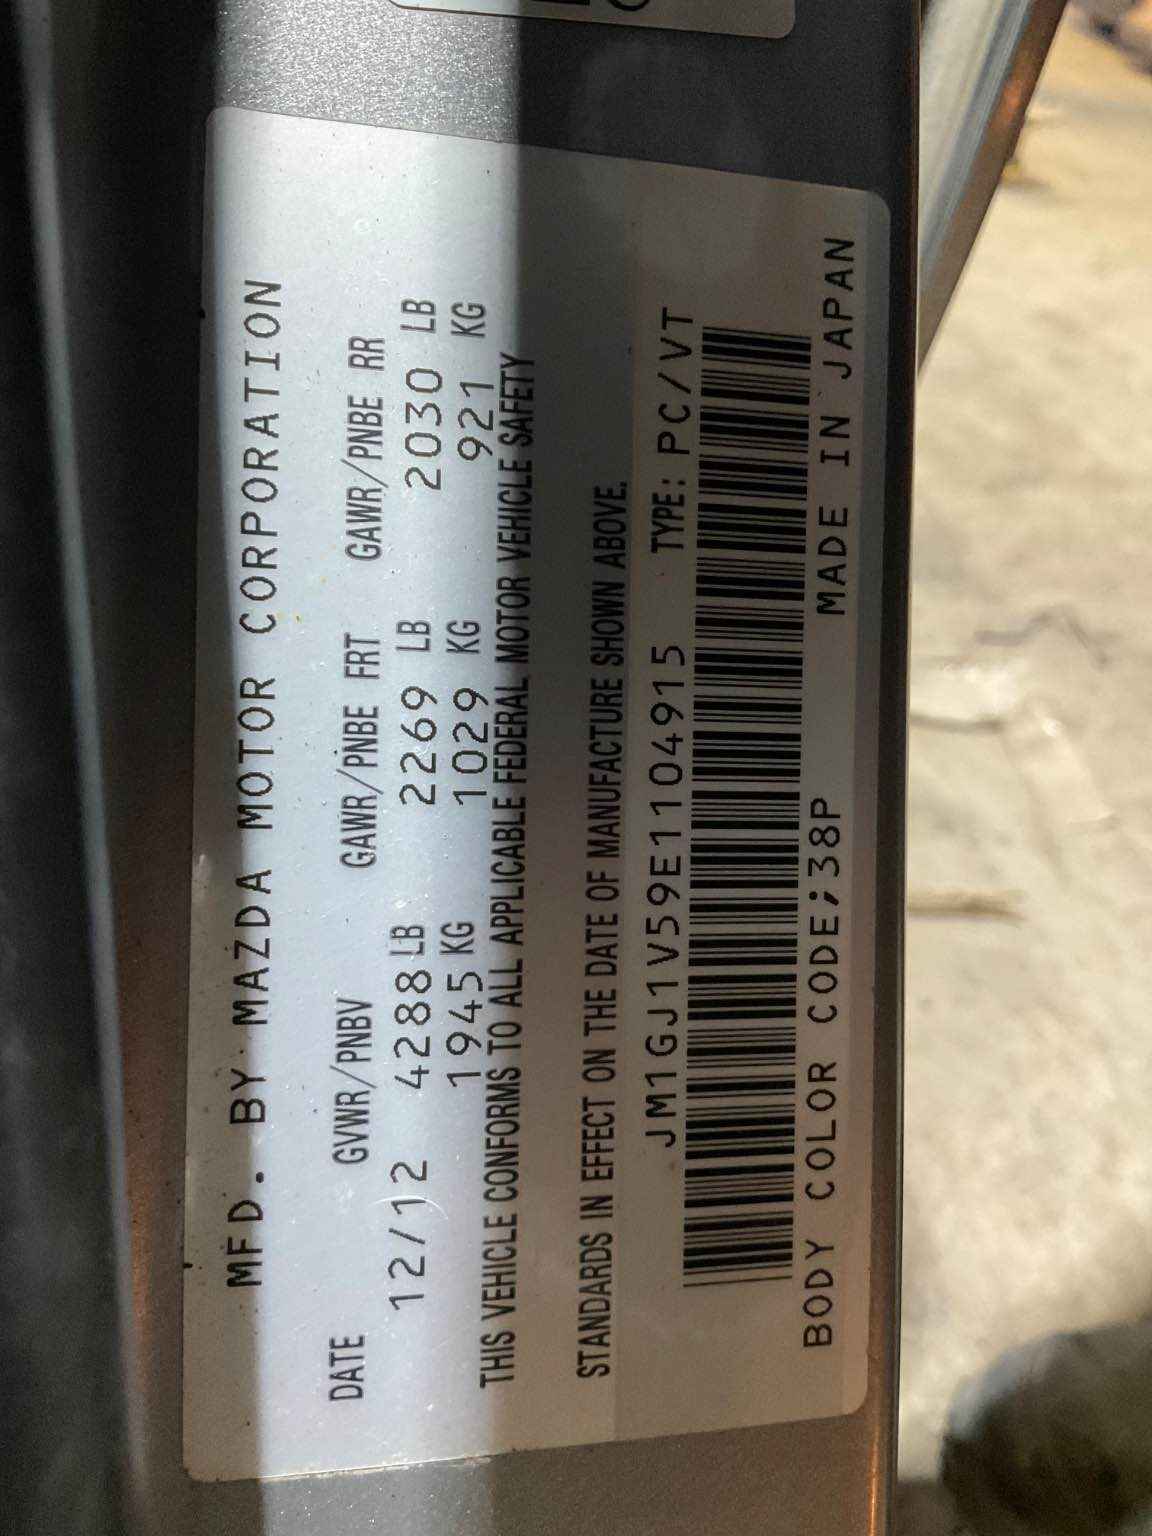 MFD. BY MAZDA MOTOR CORPORATION
DATE GVWR/PNBV GAWR/PNBE FRT GAWR/PNBE RR
12/12 4288 LB 2269 LB 2030 LB
1945 KG 1029 KG 921 KG
THIS VEHICLE CONFORMS TO ALL APPLICABLE FEDERAL MOTOR VEHICLE SAFETY
STANDARDS IN EFFECT ON THE DATE OF MANUFACTURE SHOWN ABOVE.
JM1GJ1V59E1104915 TYPE: PC/VT
BODY COLOR CODE;38P MADE IN JAPAN